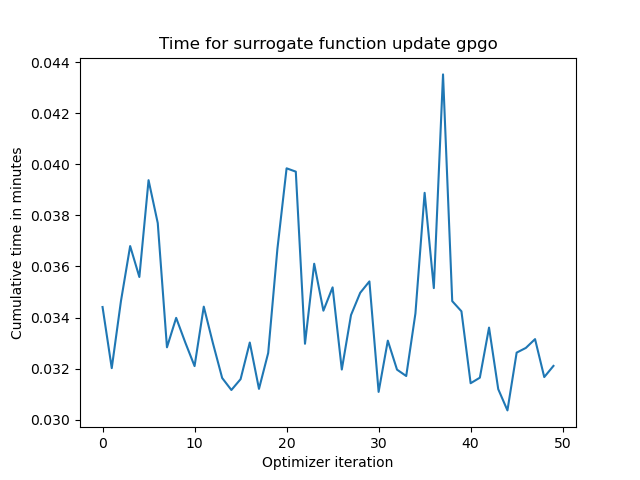 Time for surrogate function update gpgo
0.044
0.042
0.040
0.038
0.036
0.034
0.032
0.030
Cumulative time in minutes
0 10 20 30 40 50
Optimizer iteration